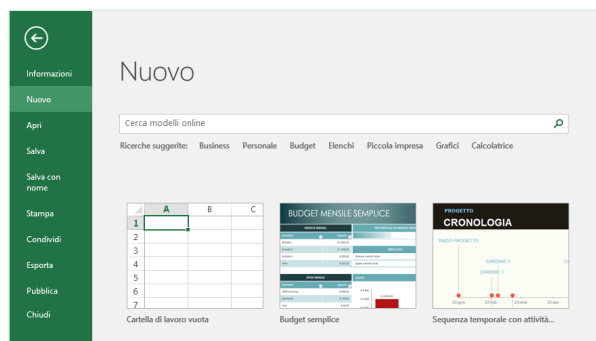 Informazioni
Nuovo
Apri
Salva
Salva con
nome
Stampa
Condividi
Esporta
Pubblica
Chiudi
Nuovo
Cerca modelli online
Ricerche suggerite: Business Personale Budget Elenchi Piccola impresa Grafici Calcolatrice
A B C
1
2
3
4
5
6
7
Cartella di lavoro vuota
BUDGET MENSILE SEMPLICE
Budget semplice
PROGETTO
CRONOLOGIA
INIZIO PROGETTO
CARDINE 2
CARDINE 1
Sequenza temporale con attività...